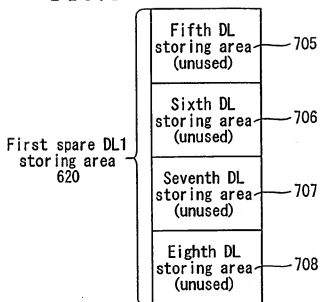 Fifth DL
storing area
(unused)
705
Sixth DL
storing area
(unused)
706
First spare DL1
storing area
620
Seventh DL
storing area
(unused)
707
Eighth DL
storing area
(unused)
708